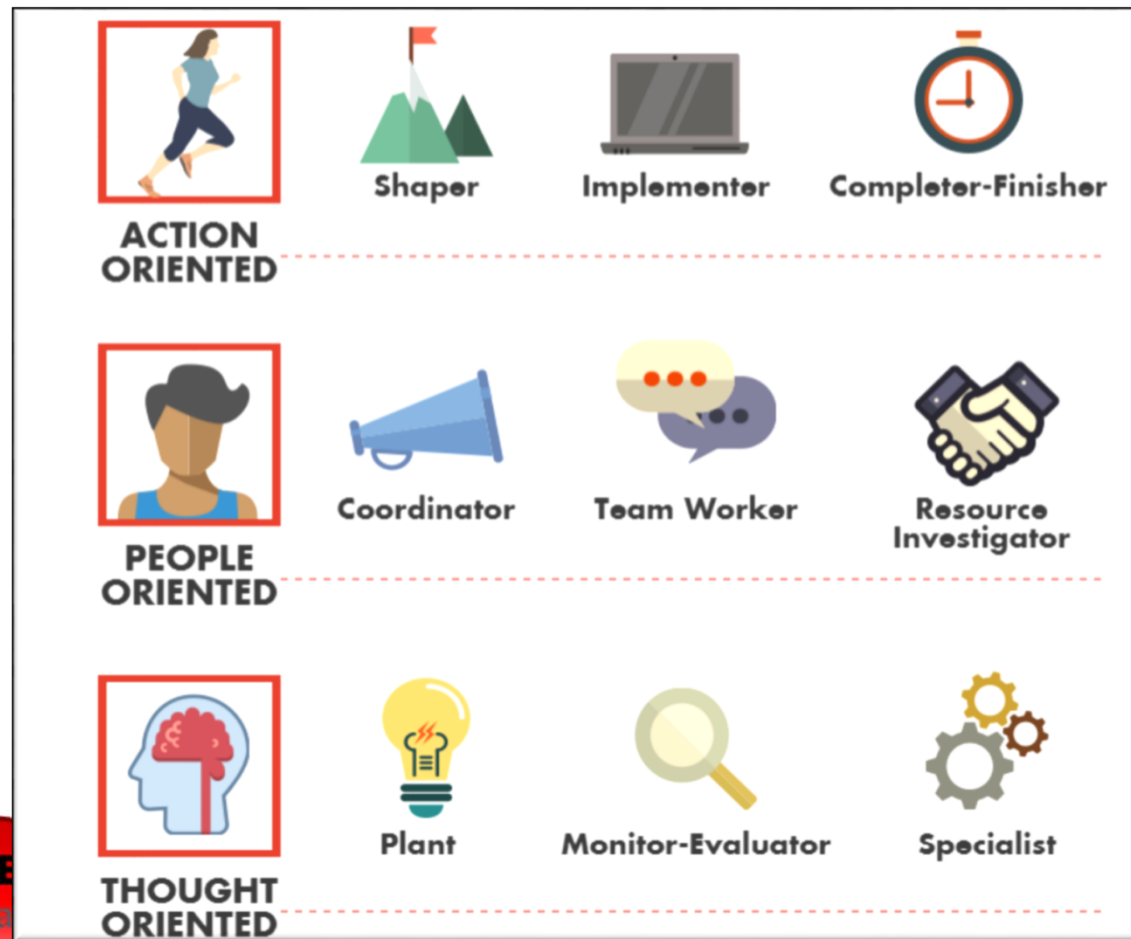 Shaper
Implementer
Completer-Finisher
ACTION
ORIENTED
Coordinator
Team Worker
Resource
Investigator
PEOPLE
ORIENTED
Plant
Monitor-Evaluator
Specialist
THOUGHT
ORIENTED